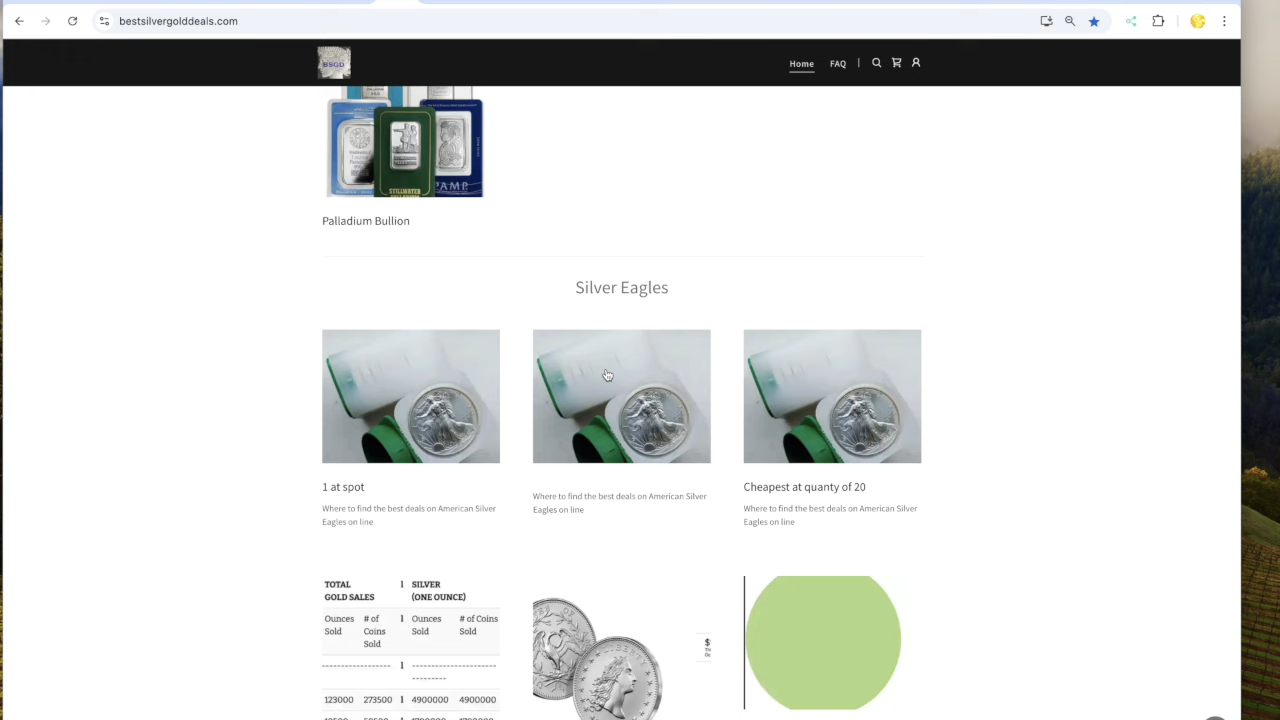 bestsilvergolddeals.com
BSGD
Home
FAQ
STILLWATER
PAMP
Palladium Bullion
Silver Eagles
1 at spot
Where to find the best deals on American Silver
Eagles on line
Where to find the best deals on American Silver
Eagles on line
Cheapest at quanty of 20
Where to find the best deals on American Silver
Eagles on line
TOTAL GOLD SALES | SILVER (ONE OUNCE)
Ounces Sold # of Coins Sold | Ounces Sold # of Coins Sold
123000 273500 | 4900000 4900000